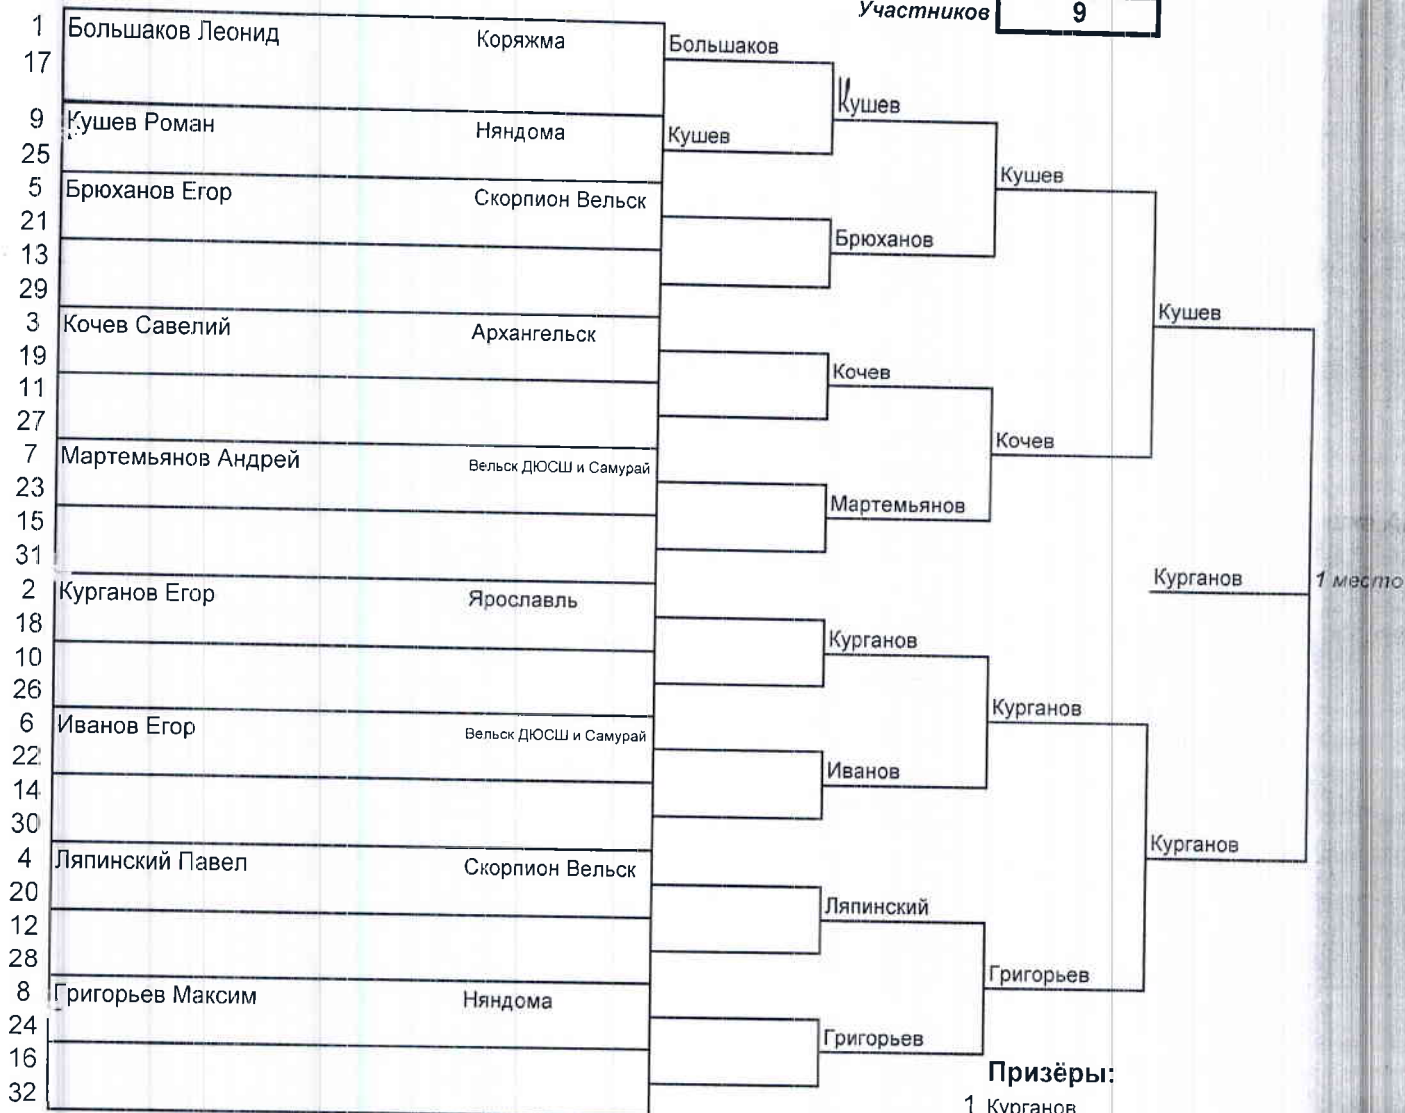 Участников 9
1 Большаков Леонид Коряжма
17
9 Кушев Роман Няндома
25
5 Брюханов Егор Скорпион Вельск
21
13
29
3 Кочев Савелий Архангельск
19
11
27
7 Мартемьянов Андрей Вельск ДЮСШ и Самурай
23
15
31
2 Курганов Егор Ярославль
18
10
26
6 Иванов Егор Вельск ДЮСШ и Самурай
22
14
30
4 Ляпинский Павел Скорпион Вельск
20
12
28
8 Григорьев Максим Няндома
24
16
32
Большаков
Кушев
Кушев
Брюханов
Кочев
Мартемьянов
Курганов
Иванов
Ляпинский
Григорьев
Кушев
Кочев
Курганов
Григорьев
Кушев
Курганов
Курганов 1 место
Призёры:
1 Курганов